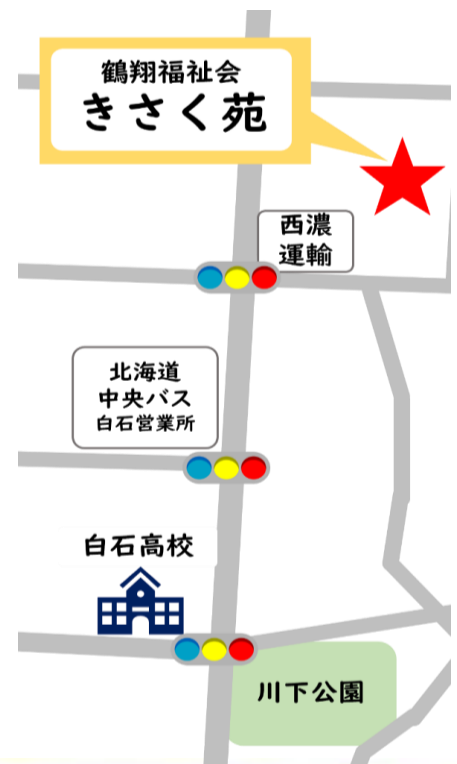 鶴翔福祉会
きさく苑
西濃
運輸
北海道
中央バス
白石営業所
白石高校
川下公園